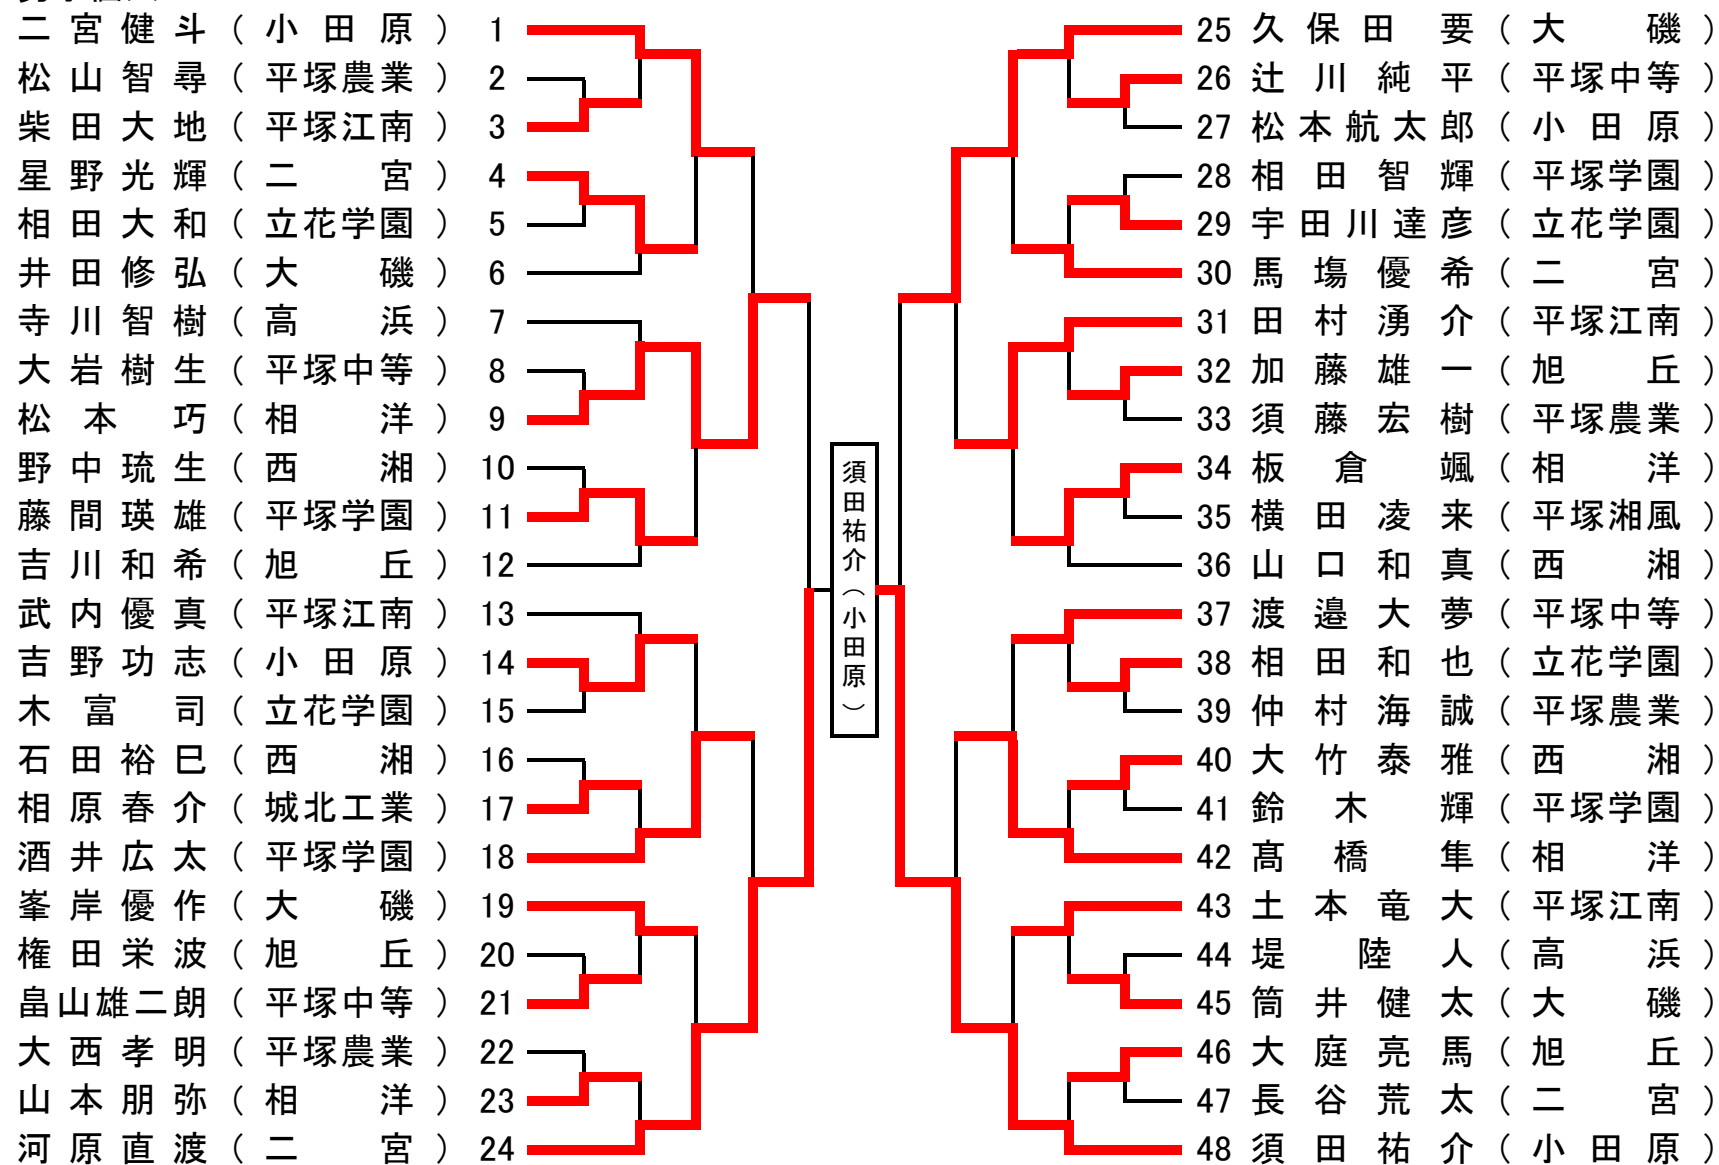 二宮健斗（小田原）1
松山智尋（平塚農業）2
柴田大地（平塚江南）3
星野光輝（二宮）4
相田大和（立花学園）5
井田修弘（大磯）6
寺川智樹（高浜）7
大岩樹生（平塚中等）8
松本巧（相洋）9
野中琉生（西湘）10
藤間瑛雄（平塚学園）11
吉川和希（旭丘）12
武内優真（平塚江南）13
吉野功志（小田原）14
木富司（立花学園）15
石田裕巳（西湘）16
相原春介（城北工業）17
酒井広太（平塚学園）18
峯岸優作（大磯）19
権田栄波（旭丘）20
畠山雄二朗（平塚中等）21
大西孝明（平塚農業）22
山本朋弥（相洋）23
河原直渡（二宮）24
須田祐介（小田原）
25 久保田要（大磯）
26 辻川純平（平塚中等）
27 松本航太郎（小田原）
28 相田智輝（平塚学園）
29 宇田川達彦（立花学園）
30 馬塲優希（二宮）
31 田村湧介（平塚江南）
32 加藤雄一（旭丘）
33 須藤宏樹（平塚農業）
34 板倉颯（相洋）
35 横田凌来（平塚湘風）
36 山口和真（西湘）
37 渡邉大夢（平塚中等）
38 相田和也（立花学園）
39 仲村海誠（平塚農業）
40 大竹泰雅（西湘）
41 鈴木輝（平塚学園）
42 髙橋隼（相洋）
43 土本竜大（平塚江南）
44 堤陸人（高浜）
45 筒井健太（大磯）
46 大庭亮馬（旭丘）
47 長谷荒太（二宮）
48 須田祐介（小田原）